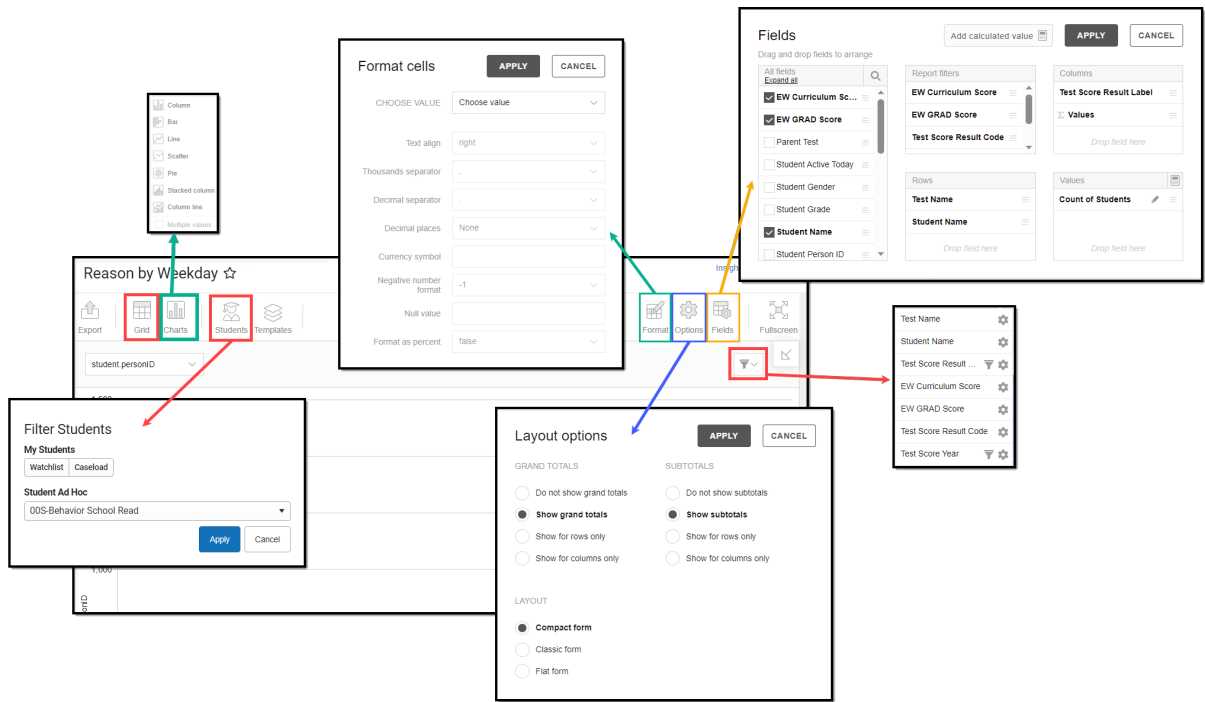 Column
Bar
Line
Scatter
Pie
Stacked column
Column line
Multiple values
Format cells
APPLY
CANCEL
CHOOSE VALUE
Choose value
Text align
right
Thousands separator
,
Decimal separator
.
Decimal places
None
Currency symbol
Negative number
format
-1
Null value
Format as percent
false
Fields
Add calculated value
APPLY
CANCEL
Drag and drop fields to arrange
All fields
Expand all
EW Curriculum Sc...
EW GRAD Score
Parent Test
Student Active Today
Student Gender
Student Grade
Student Name
Student Person ID
Report filters
EW Curriculum Score
EW GRAD Score
Test Score Result Code
Columns
Test Score Result Label
Σ Values
Drop field here
Rows
Test Name
Student Name
Drop field here
Values
Count of Students
Drop field here
Reason by Weekday
Insigh
Export
Grid
Charts
Students
Templates
Format
Options
Fields
Fullscreen
student.personID
1,500
1,000
onID
Filter Students
My Students
Watchlist
Caseload
Student Ad Hoc
00S-Behavior School Read
Apply
Cancel
Layout options
APPLY
CANCEL
GRAND TOTALS
SUBTOTALS
Do not show grand totals
Do not show subtotals
Show grand totals
Show subtotals
Show for rows only
Show for rows only
Show for columns only
Show for columns only
LAYOUT
Compact form
Classic form
Flat form
Test Name
Student Name
Test Score Result ...
EW Curriculum Score
EW GRAD Score
Test Score Result Code
Test Score Year